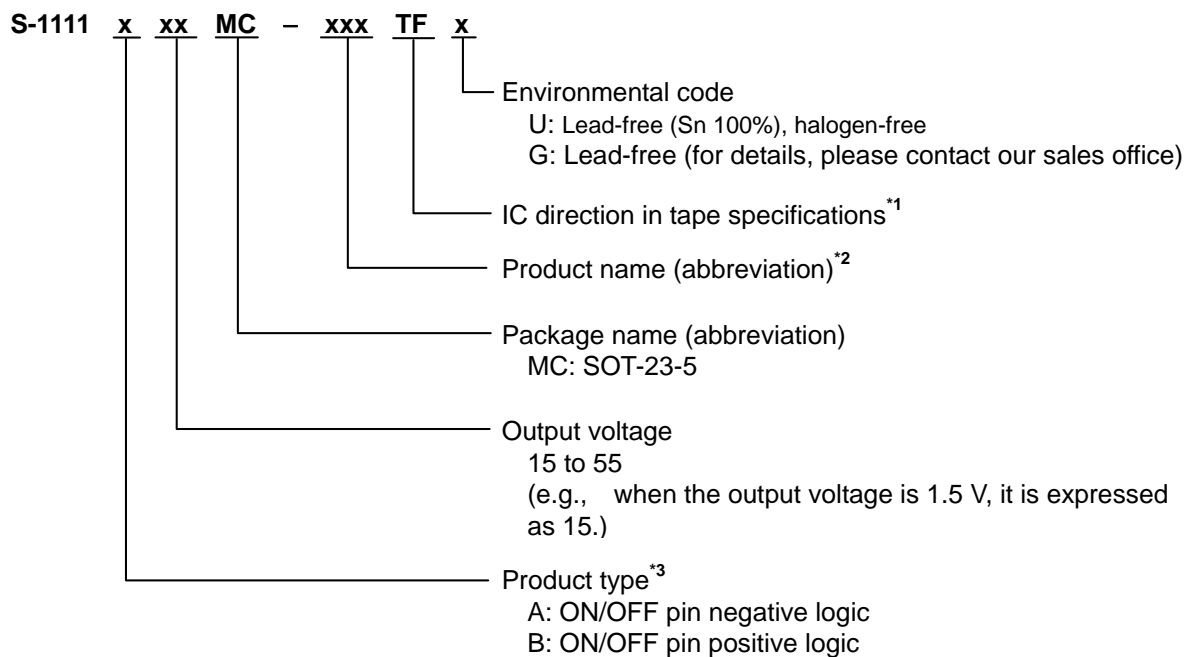 S-1111 x xx MC – xxx TF x
Environmental code
U: Lead-free (Sn 100%), halogen-free
G: Lead-free (for details, please contact our sales office)
IC direction in tape specifications*1
Product name (abbreviation)*2
Package name (abbreviation)
MC: SOT-23-5
Output voltage
15 to 55
(e.g., when the output voltage is 1.5 V, it is expressed
as 15.)
Product type*3
A: ON/OFF pin negative logic
B: ON/OFF pin positive logic